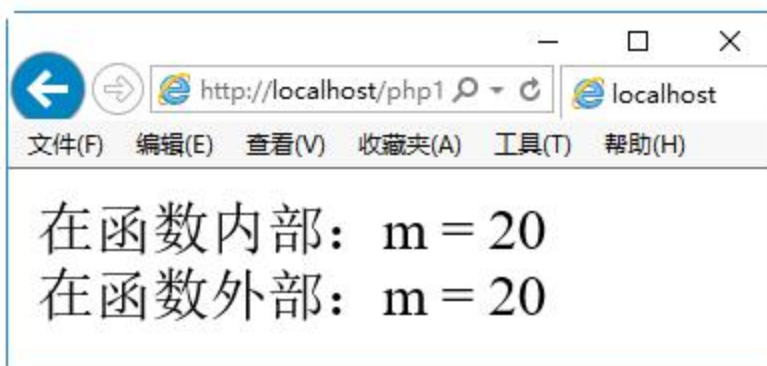 http://localhost/php1
localhost
文件(F) 编辑(E) 查看(V) 收藏夹(A) 工具(T) 帮助(H)
在函数内部：m = 20
在函数外部：m = 20